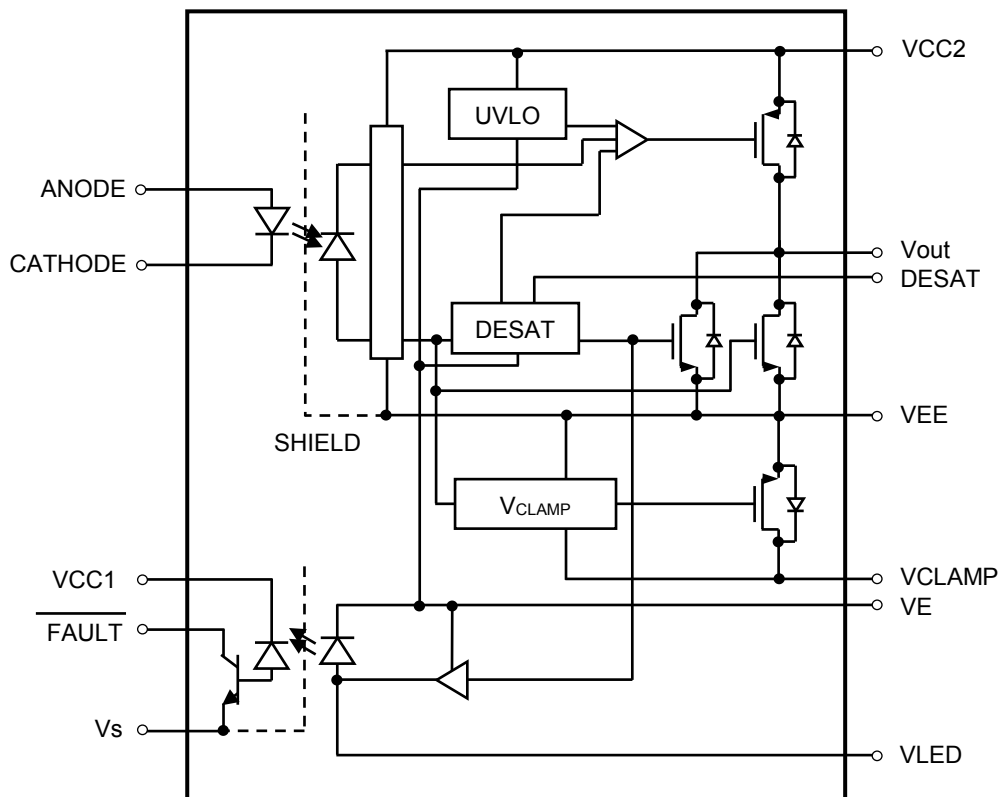 VCC2
UVLO
ANODE
CATHODE
Vout
DESAT
DESAT
VEE
SHIELD
VCLAMP
VCC1
VCLAMP
VE
FAULT
Vs
VLED